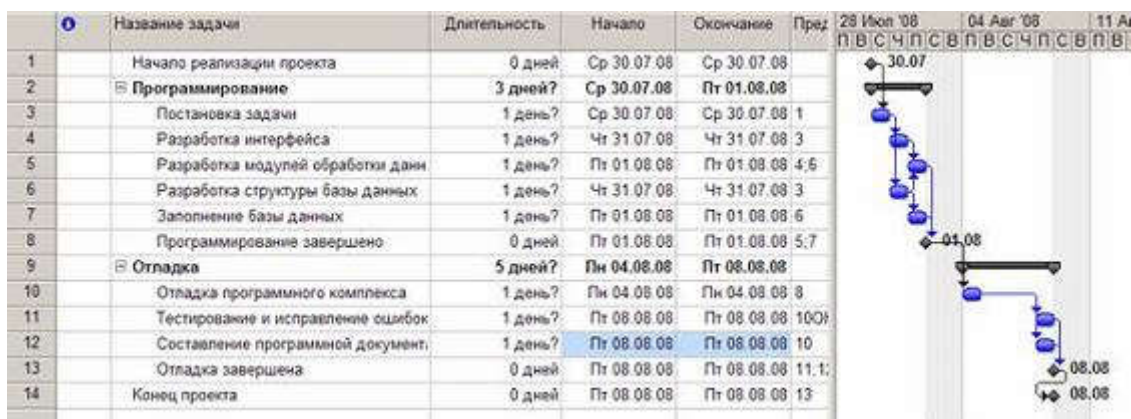 Название задачи Длительность Начало Окончание Пред 28 Июл '08 04 Авг '08 11 А
П В С Ч П С В П В С Ч П С В П В
1 Начало реализации проекта 0 дней Ср 30.07.08 Ср 30.07.08 30.07
2 Программирование 3 дней? Ср 30.07.08 Пт 01.08.08
3 Постановка задачи 1 день? Ср 30.07.08 Ср 30.07.08 1
4 Разработка интерфейса 1 день? Чт 31.07.08 Чт 31.07.08 3
5 Разработка модулей обработки данн 1 день? Пт 01.08.08 Пт 01.08.08 4;6
6 Разработка структуры базы данных 1 день? Чт 31.07.08 Чт 31.07.08 3
7 Заполнение базы данных 1 день? Пт 01.08.08 Пт 01.08.08 6
8 Программирование завершено 0 дней Пт 01.08.08 Пт 01.08.08 5;7 01.08
9 Отладка 5 дней? Пн 04.08.08 Пт 08.08.08
10 Отладка программного комплекса 1 день? Пн 04.08.08 Пн 04.08.08 8
11 Тестирование и исправление ошибок 1 день? Пт 08.08.08 Пт 08.08.08 10ОН
12 Составление программной документ 1 день? Пт 08.08.08 Пт 08.08.08 10
13 Отладка завершена 0 дней Пт 08.08.08 Пт 08.08.08 11;1 08.08
14 Конец проекта 0 дней Пт 08.08.08 Пт 08.08.08 13 08.08